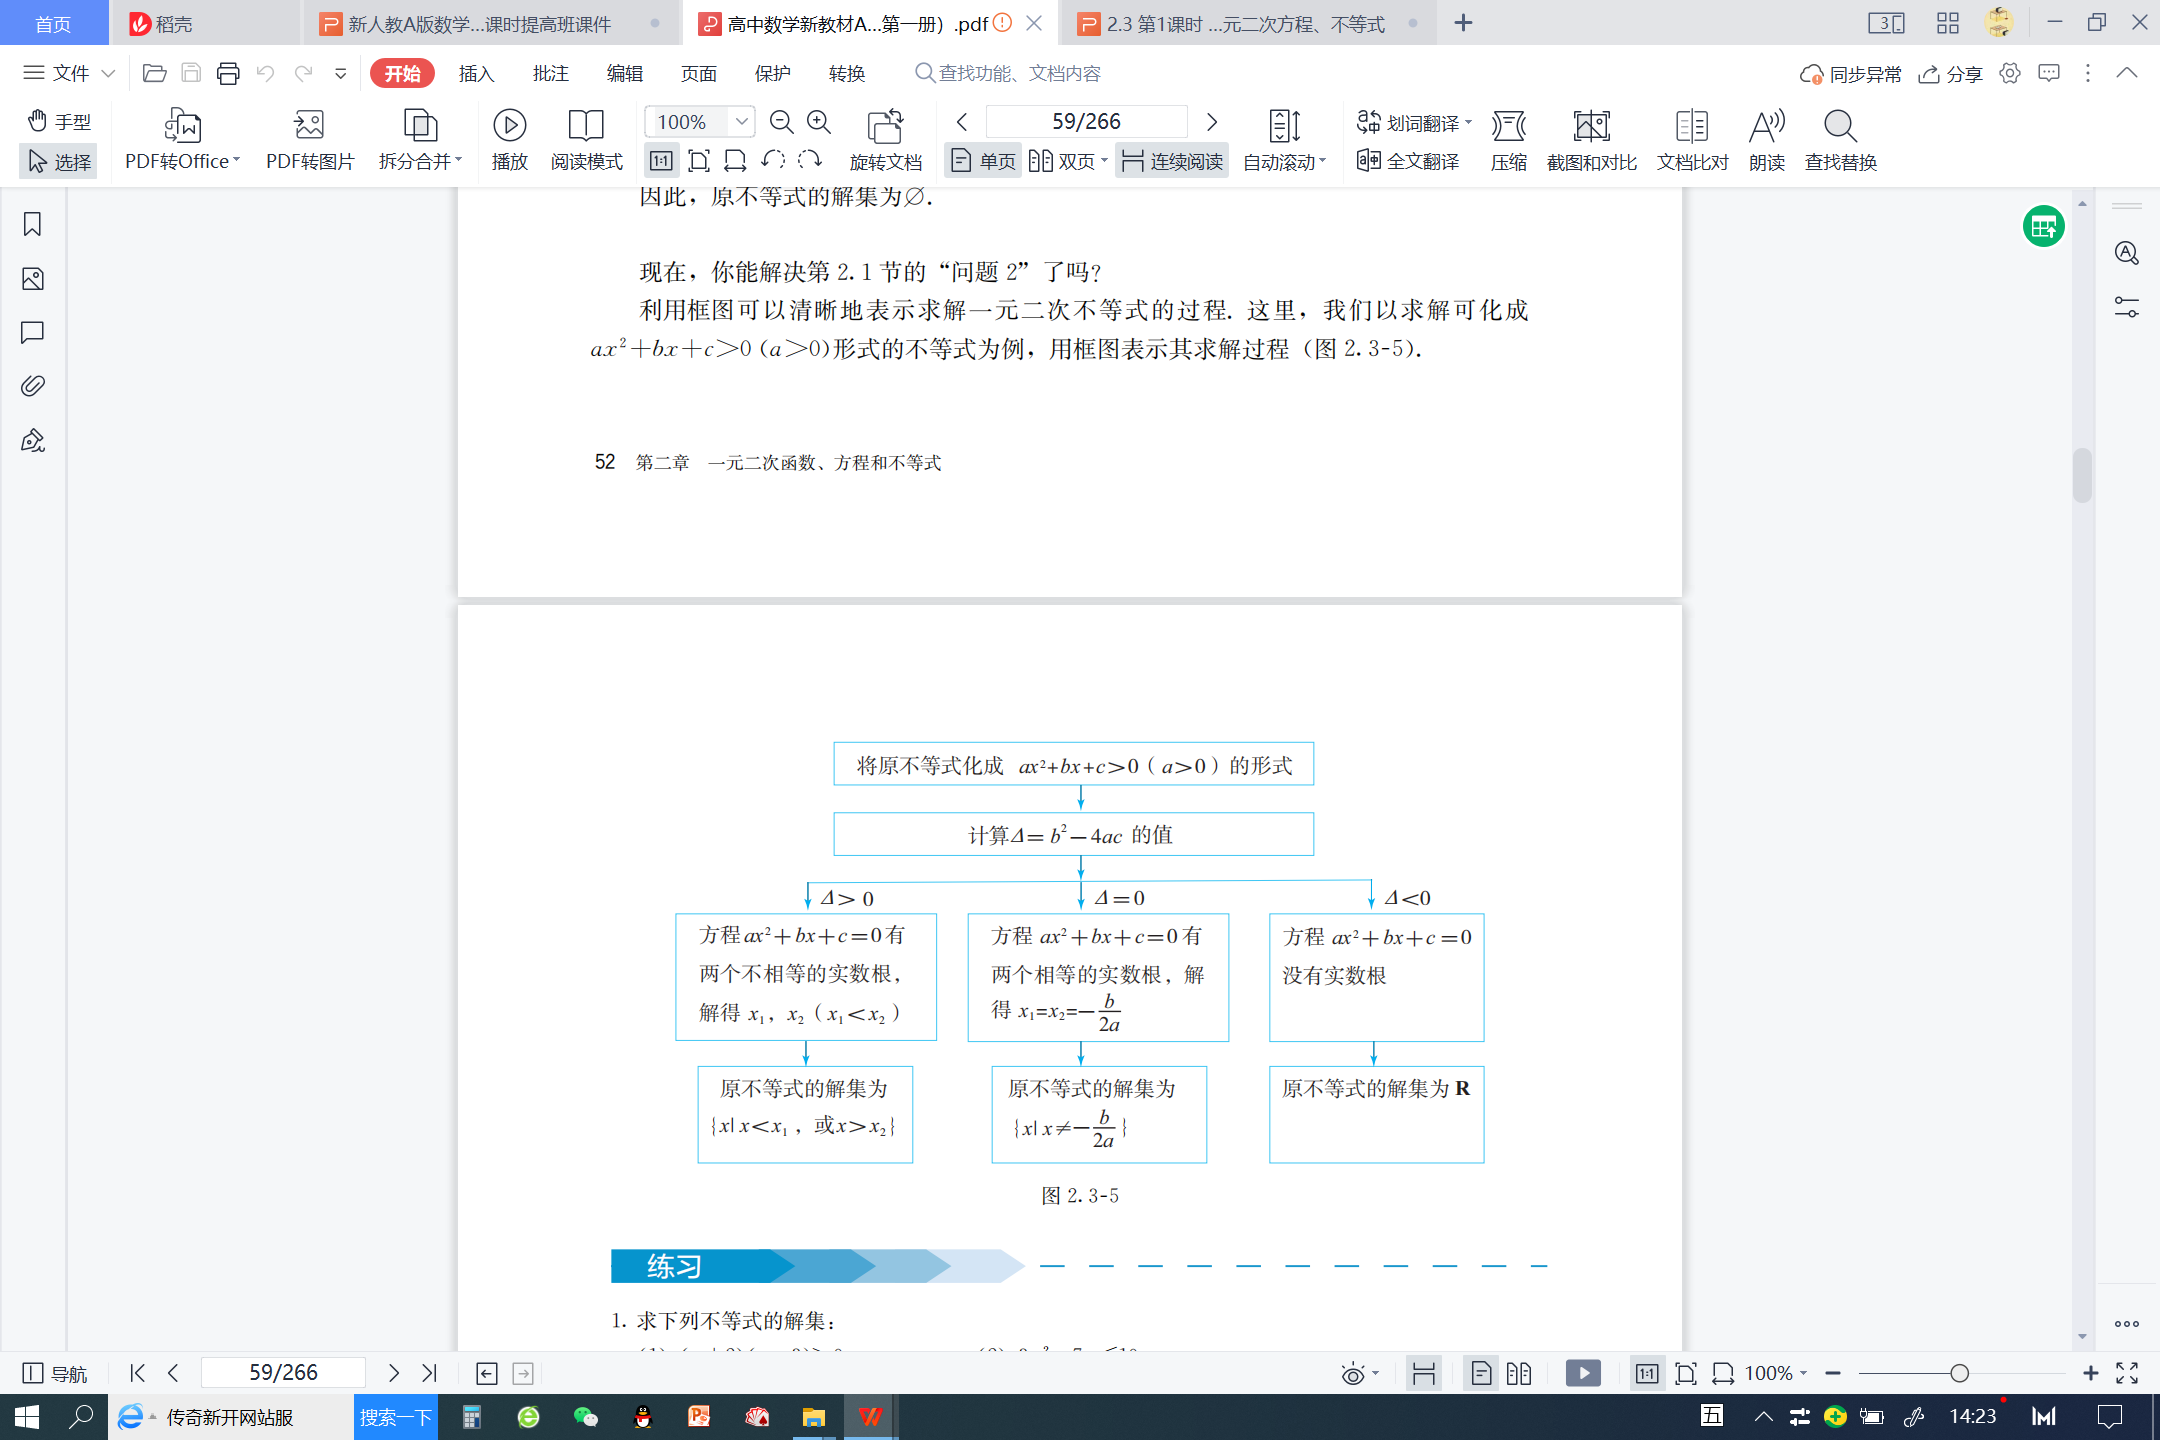 首页
稻壳
新人教A版数学...课时提高班课件
高中数学新教材A...第一册）.pdf
2.3 第1课时 ...元二次方程、不等式
3
文件
开始
插入
批注
编辑
页面
保护
转换
查找功能、文档内容
同步异常
分享
手型
选择
PDF转Office
PDF转图片
拆分合并
播放
阅读模式
100%
旋转文档
59/266
单页
双页
连续阅读
自动滚动
划词翻译
全文翻译
压缩
截图和对比
文档比对
朗读
查找替换
因此，原不等式的解集为∅.
现在，你能解决第 2.1 节的“问题 2”了吗？
利用框图可以清晰地表示求解一元二次不等式的过程. 这里，我们以求解可化成
ax²+bx+c>0 (a>0)形式的不等式为例，用框图表示其求解过程（图 2.3-5）.
52 第二章 一元二次函数、方程和不等式
将原不等式化成 ax²+bx+c>0（a>0）的形式
计算Δ= b²−4ac 的值
Δ> 0
Δ=0
Δ<0
方程ax²+bx+c=0有
两个不相等的实数根，
解得 x₁，x₂（x₁<x₂）
方程 ax²+bx+c=0有
两个相等的实数根，解
得 x₁=x₂=−b/2a
方程 ax²+bx+c=0
没有实数根
原不等式的解集为
{x| x<x₁，或x>x₂}
原不等式的解集为
{x| x≠−b/2a}
原不等式的解集为 R
图 2.3-5
练习
1. 求下列不等式的解集：
导航
59/266
1:1
100%
传奇新开网站服
搜索一下
五
14:23